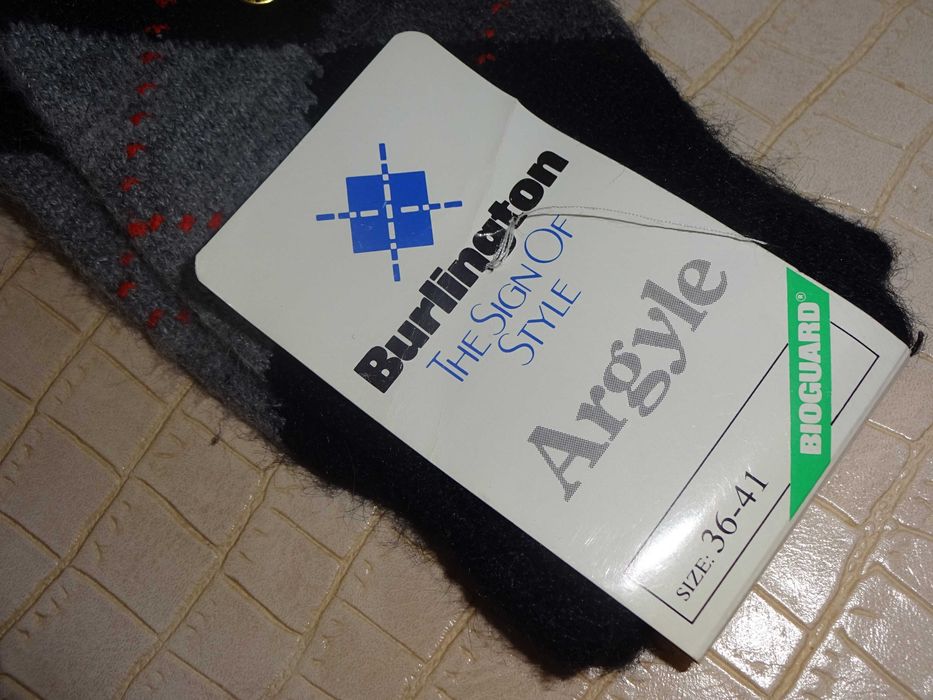 Burlington
THE SIGN OF
STYLE
Argyle
BIOGUARD®
SIZE: 36-41